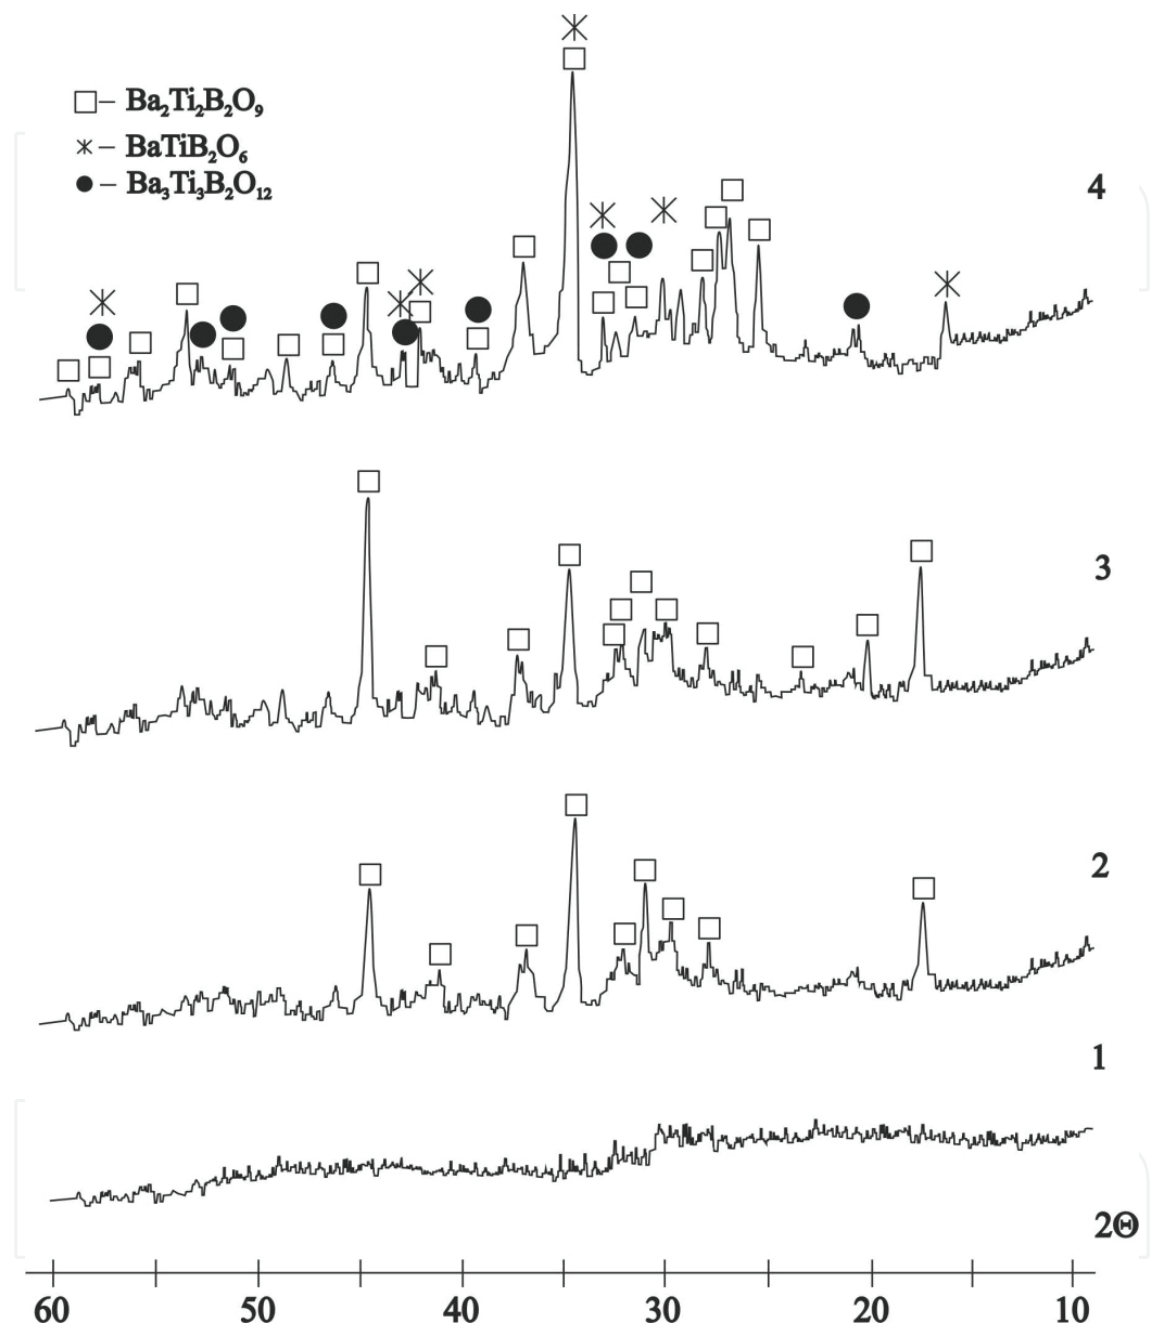 □– Ba₂Ti₂B₂O₉
✳– BaTiB₂O₆
●– Ba₃Ti₃B₂O₁₂
4
3
2
1
2Θ
60 50 40 30 20 10